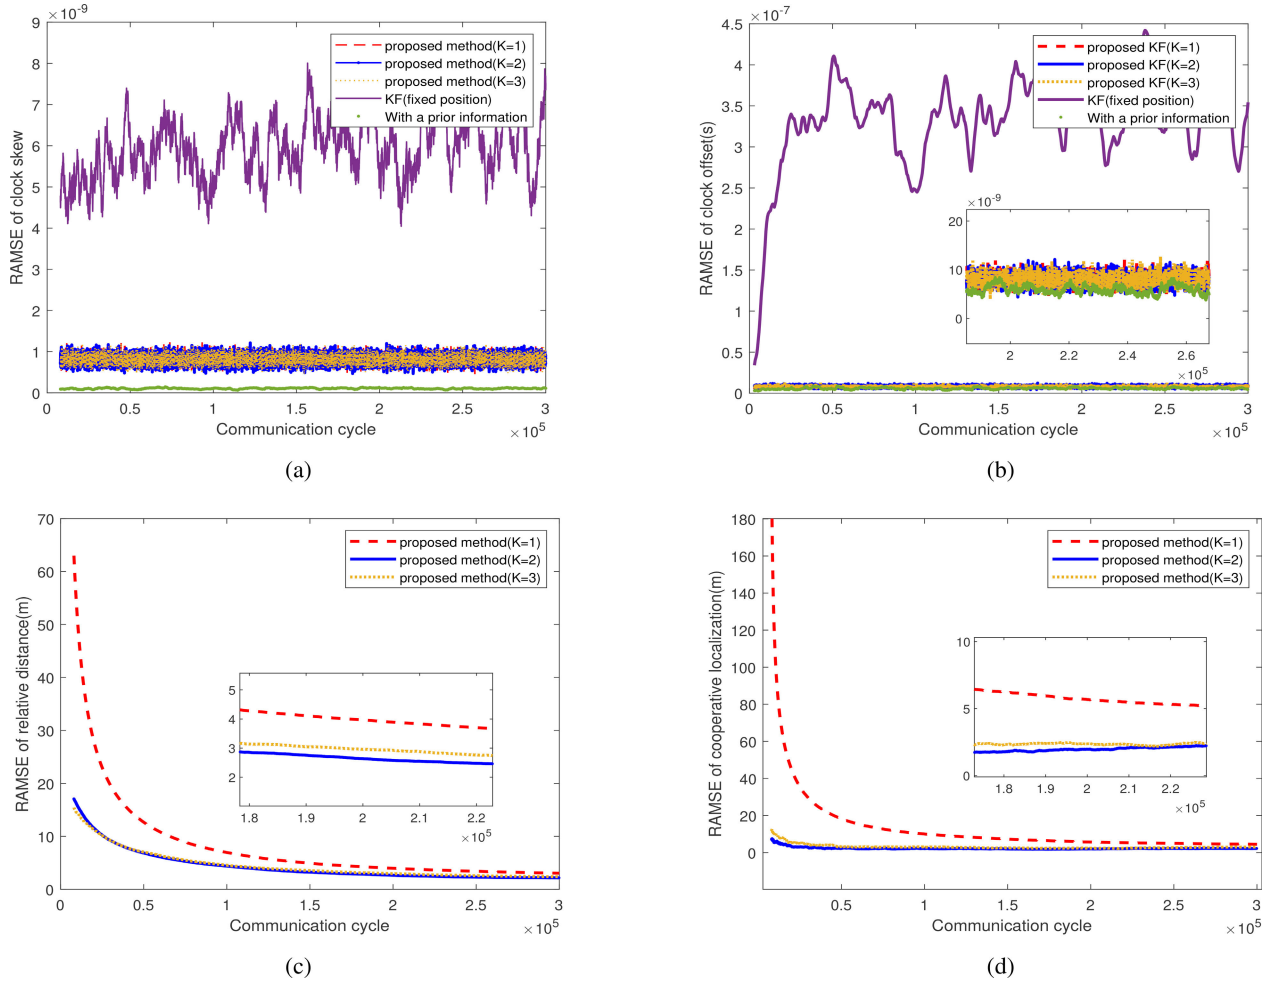 ×10⁻⁹
9
8
7
6
5
4
3
2
1
0
RAMSE of clock skew
proposed method(K=1)
proposed method(K=2)
proposed method(K=3)
KF(fixed position)
With a prior information
0 0.5 1 1.5 2 2.5 3
Communication cycle
×10⁵
(a)
×10⁻⁷
4.5
4
3.5
3
2.5
2
1.5
1
0.5
0
RAMSE of clock offset(s)
proposed KF(K=1)
proposed KF(K=2)
proposed KF(K=3)
KF(fixed position)
With a prior information
×10⁻⁹
20
10
0
2 2.2 2.4 2.6
×10⁵
0 0.5 1 1.5 2 2.5 3
Communication cycle
×10⁵
(b)
70
60
50
40
30
20
10
0
RAMSE of relative distance(m)
proposed method(K=1)
proposed method(K=2)
proposed method(K=3)
5
4
3
2
1.8 1.9 2 2.1 2.2
×10⁵
0 0.5 1 1.5 2 2.5 3
Communication cycle
×10⁵
(c)
180
160
140
120
100
80
60
40
20
0
RAMSE of cooperative localization(m)
proposed method(K=1)
proposed method(K=2)
proposed method(K=3)
10
5
0
1.8 1.9 2 2.1 2.2
×10⁵
0.5 1 1.5 2 2.5 3
Communication cycle
×10⁵
(d)